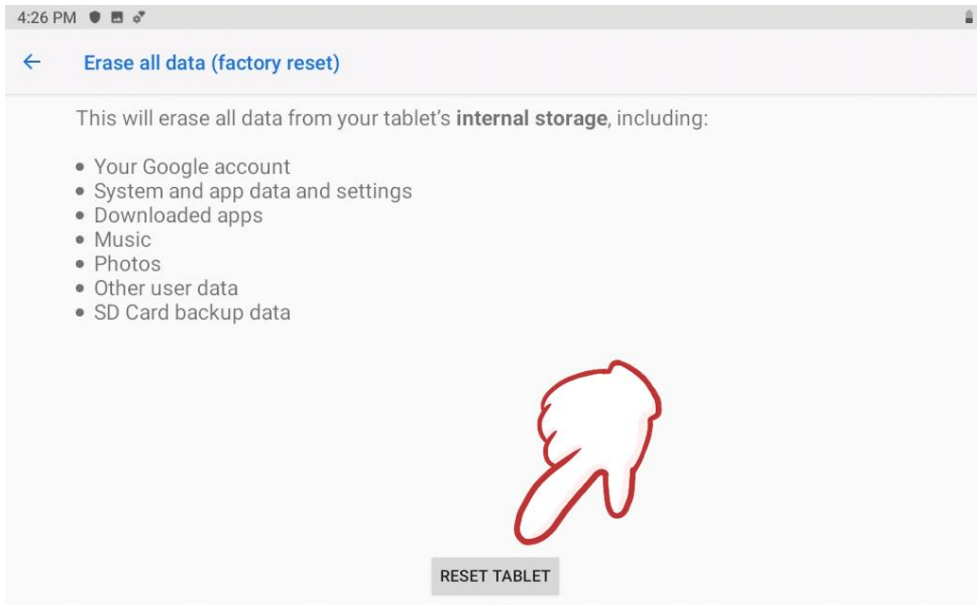 4:26 PM
Erase all data (factory reset)
This will erase all data from your tablet's internal storage, including:
• Your Google account
• System and app data and settings
• Downloaded apps
• Music
• Photos
• Other user data
• SD Card backup data
RESET TABLET